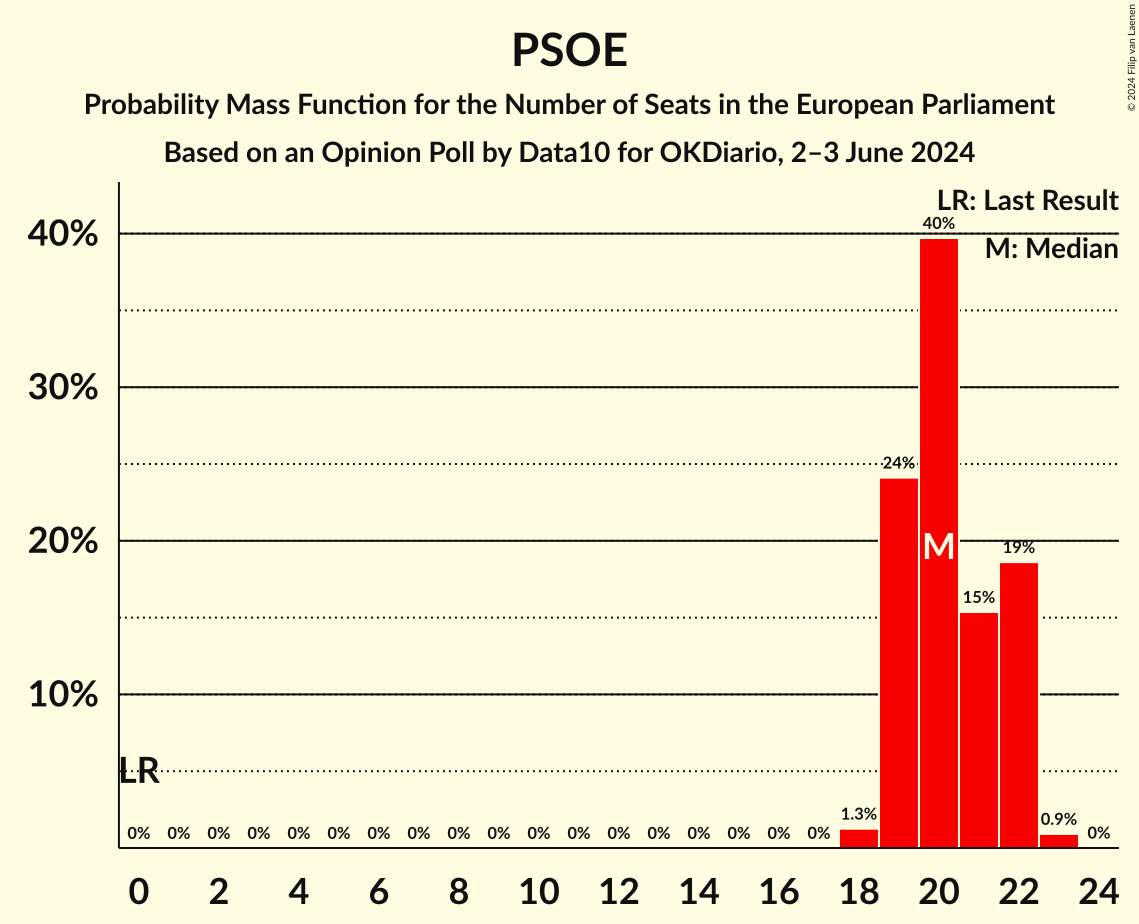 PSOE
Probability Mass Function for the Number of Seats in the European Parliament
Based on an Opinion Poll by Data10 for OKDiario, 2–3 June 2024
© 2024 Filip van Laenen
LR: Last Result
M: Median
40%
30%
20%
10%
LR
M
0% 0% 0% 0% 0% 0% 0% 0% 0% 0% 0% 0% 0% 0% 0% 0% 0% 0% 1.3% 24% 40% 15% 19% 0.9% 0%
0 2 4 6 8 10 12 14 16 18 20 22 24